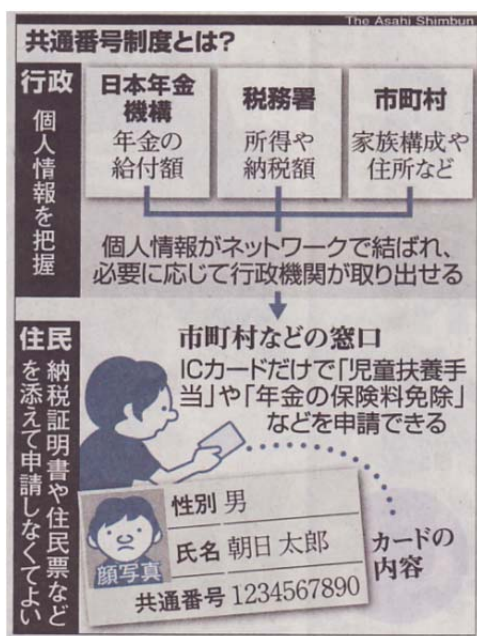 The Asahi Shimbun
共通番号制度とは?
行政
個人情報を把握
日本年金
機構
年金の
給付額
税務署
所得や
納税額
市町村
家族構成や
住所など
個人情報がネットワークで結ばれ、
必要に応じて行政機関が取り出せる
住民
納税証明書や住民票など
を添えて申請しなくてよい
市町村などの窓口
ICカードだけで「児童扶養手
当」や「年金の保険料免除」
などを申請できる
顔写真
性別 男
氏名 朝日 太郎
共通番号 1234567890
カードの
内容